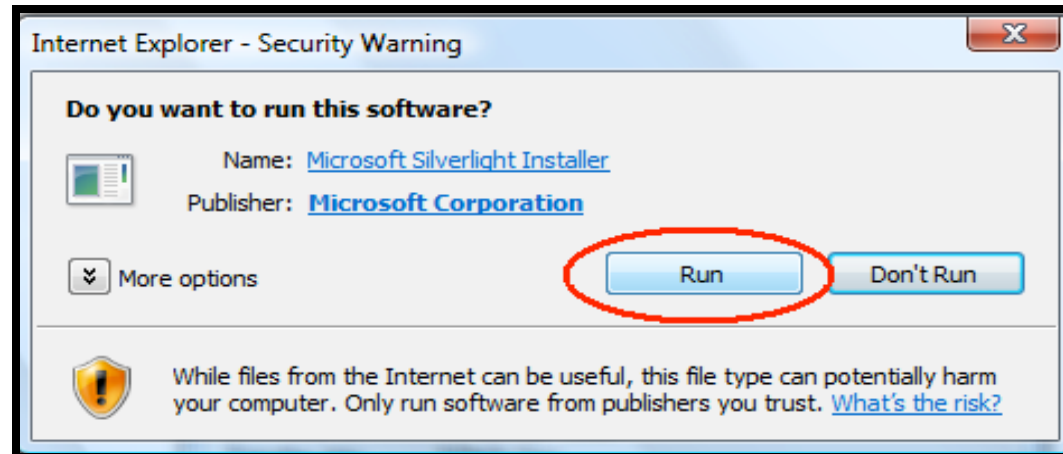 Internet Explorer - Security Warning
Do you want to run this software?
Name: Microsoft Silverlight Installer
Publisher: Microsoft Corporation
More options Run Don't Run
While files from the Internet can be useful, this file type can potentially harm
your computer. Only run software from publishers you trust. What's the risk?